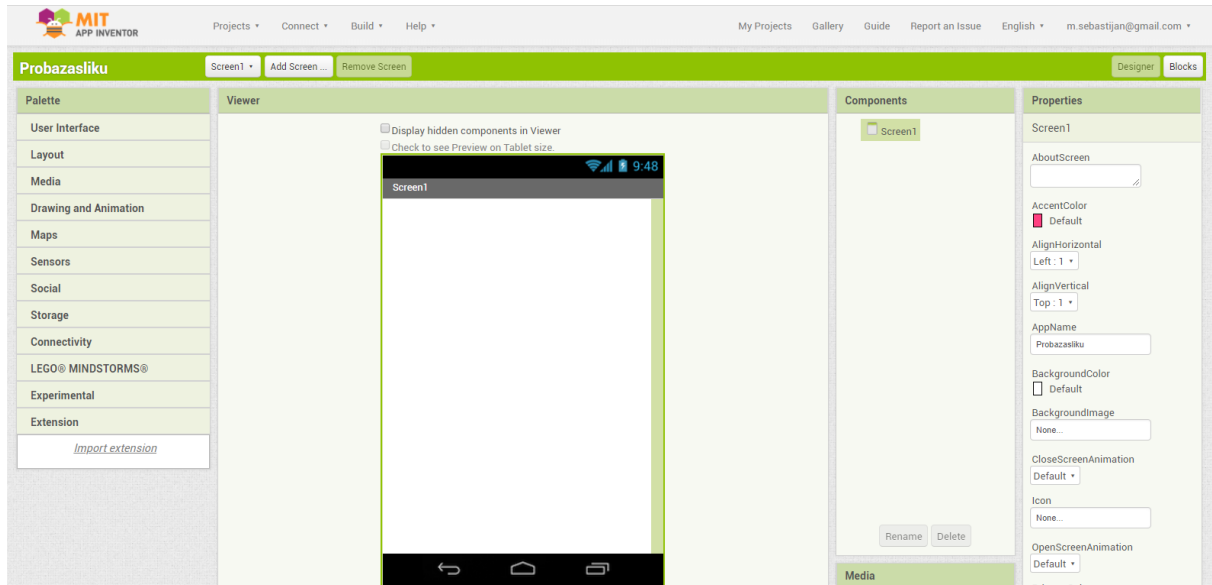 MIT
APP INVENTOR
Projects Connect Build Help
My Projects Gallery Guide Report an Issue English m.sebastijan@gmail.com
Probazasliku Screen1 Add Screen ... Remove Screen Designer Blocks
Palette
User Interface
Layout
Media
Drawing and Animation
Maps
Sensors
Social
Storage
Connectivity
LEGO® MINDSTORMS®
Experimental
Extension
Import extension
Viewer
Display hidden components in Viewer
Check to see Preview on Tablet size.
9:48
Screen1
Components
Screen1
Rename Delete
Media
Properties
Screen1
AboutScreen
AccentColor
Default
AlignHorizontal
Left : 1
AlignVertical
Top : 1
AppName
Probazasliku
BackgroundColor
Default
BackgroundImage
None...
CloseScreenAnimation
Default
Icon
None...
OpenScreenAnimation
Default